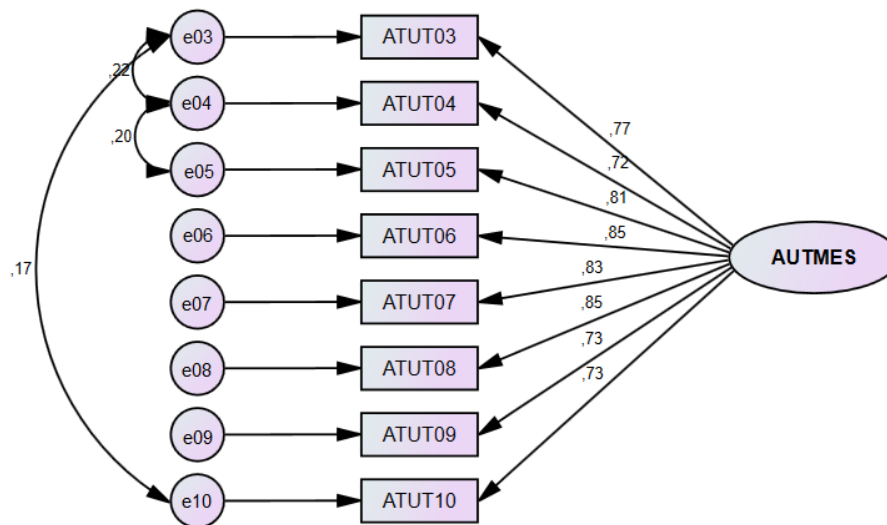 e03 ATUT03
,22
e04 ATUT04
,77
,20
,72
e05 ATUT05
,81
e06 ATUT06
,85
AUTMES
,17
,83
e07 ATUT07
,85
,73
e08 ATUT08
,73
e09 ATUT09
e10 ATUT10